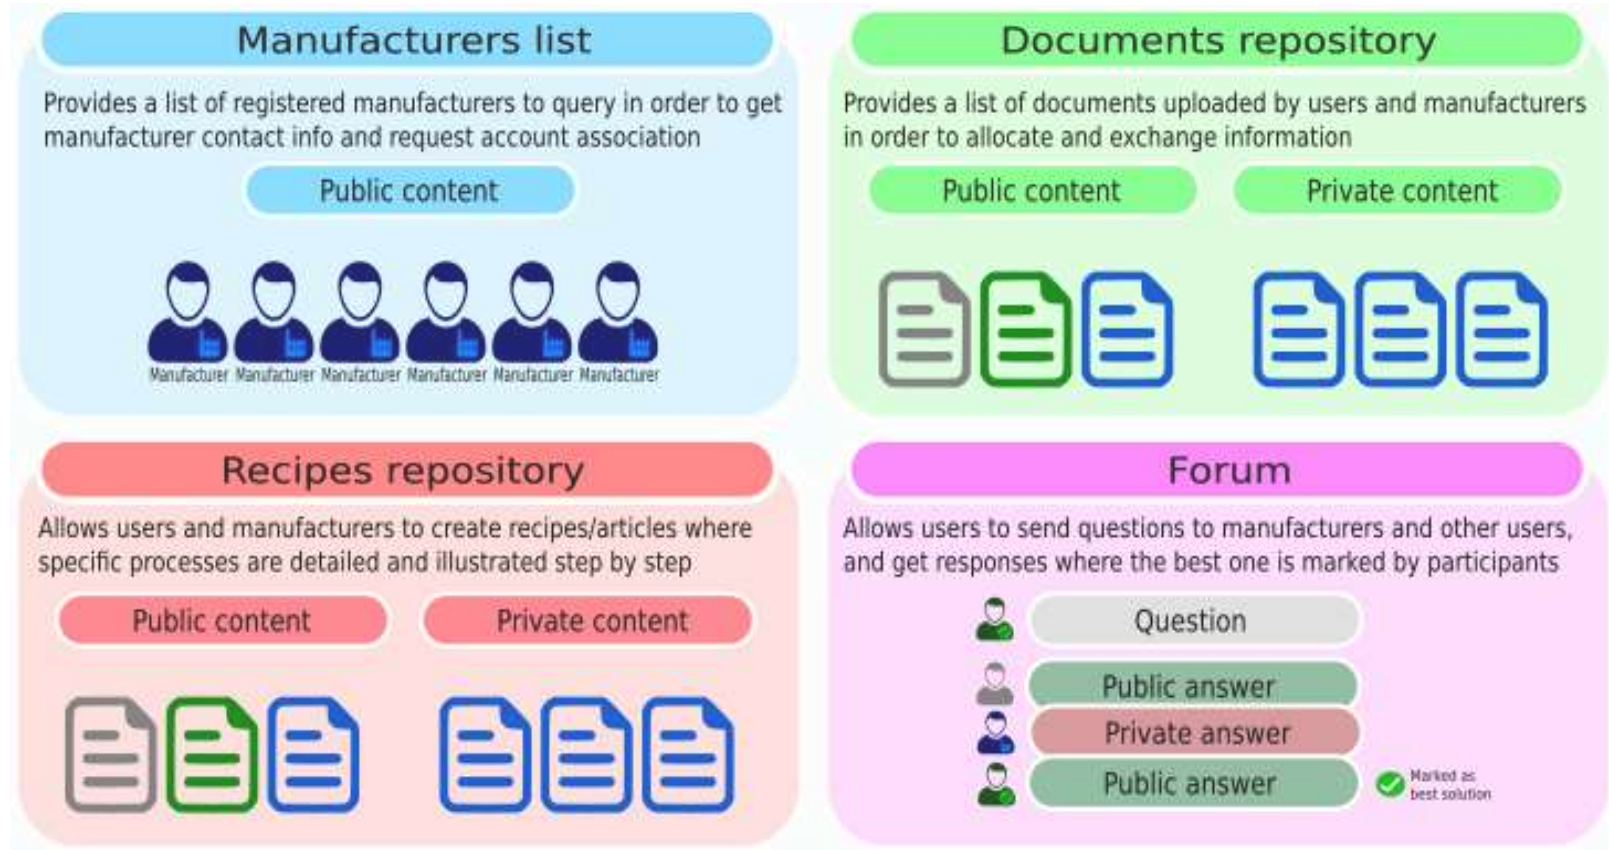 Manufacturers list
Provides a list of registered manufacturers to query in order to get
manufacturer contact info and request account association
Public content
Manufacturer Manufacturer Manufacturer Manufacturer Manufacturer Manufacturer
Documents repository
Provides a list of documents uploaded by users and manufacturers
in order to allocate and exchange information
Public content
Private content
Recipes repository
Allows users and manufacturers to create recipes/articles where
specific processes are detailed and illustrated step by step
Public content
Private content
Forum
Allows users to send questions to manufacturers and other users,
and get responses where the best one is marked by participants
Question
Public answer
Private answer
Public answer
Marked as
best solution